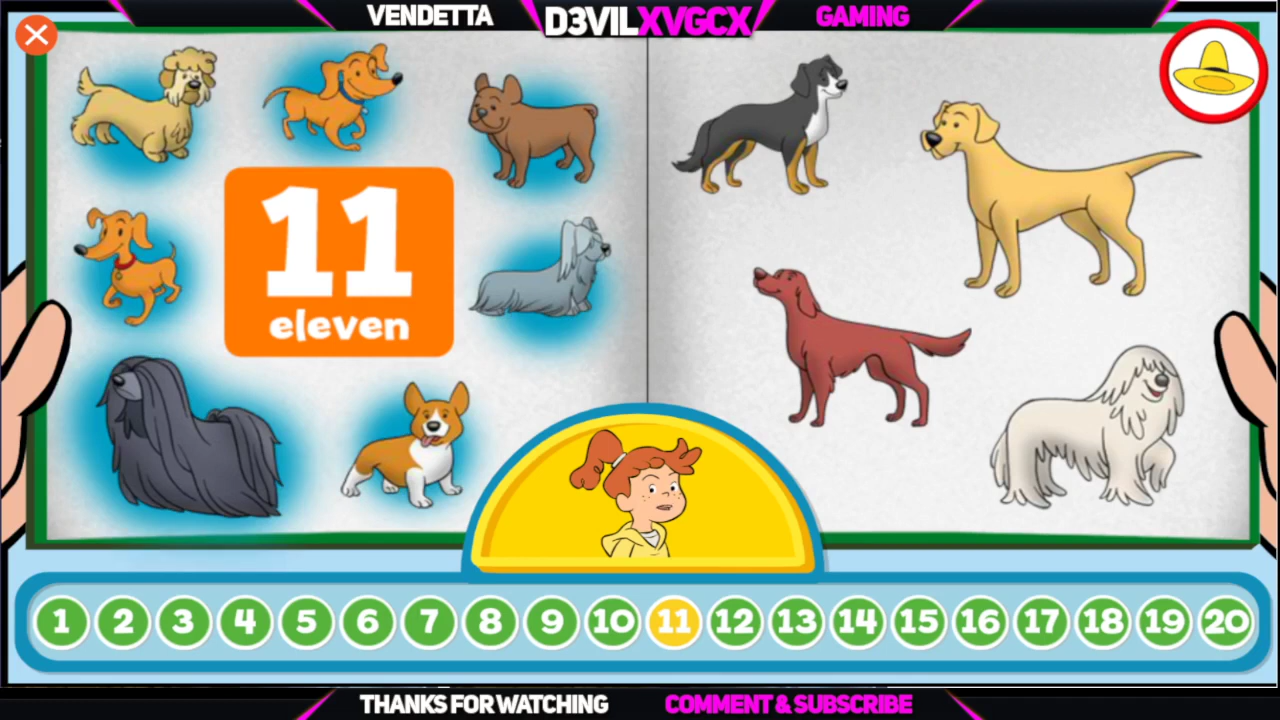 VENDETTA
D3VILXVGCX
GAMING
11
eleven
1 2 3 4 5 6 7 8 9 10 11 12 13 14 15 16 17 18 19 20
THANKS FOR WATCHING
COMMENT & SUBSCRIBE